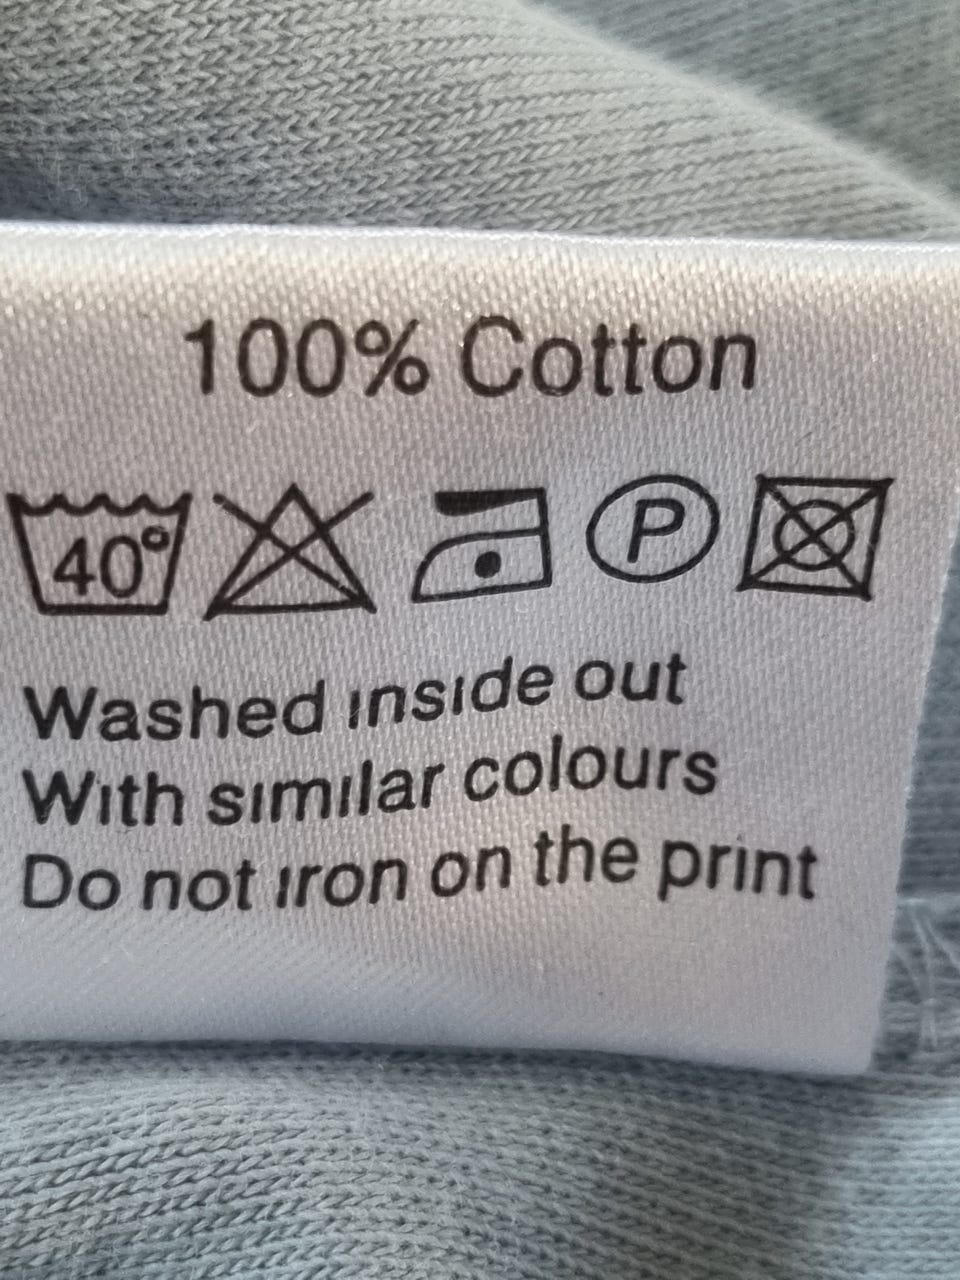 100% Cotton
40° P
Washed inside out
With similar colours
Do not iron on the print